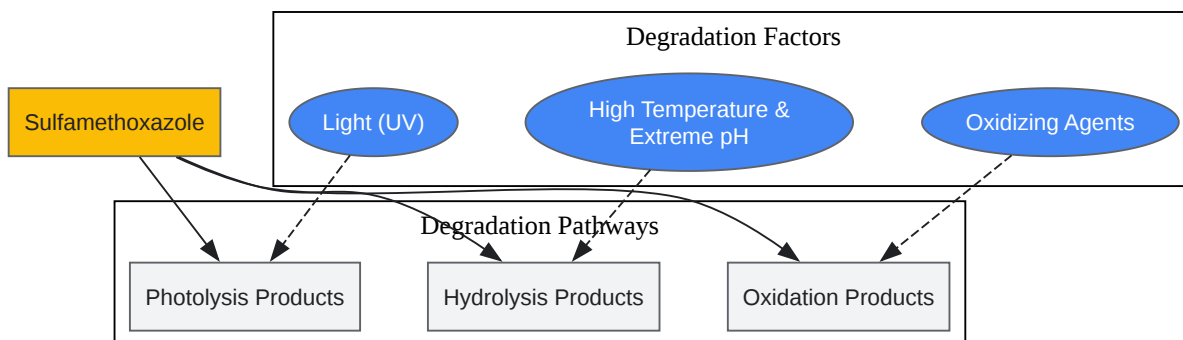 Degradation Factors
Sulfamethoxazole
Light (UV)
High Temperature &
Extreme pH
Oxidizing Agents
Degradation Pathways
Photolysis Products
Hydrolysis Products
Oxidation Products